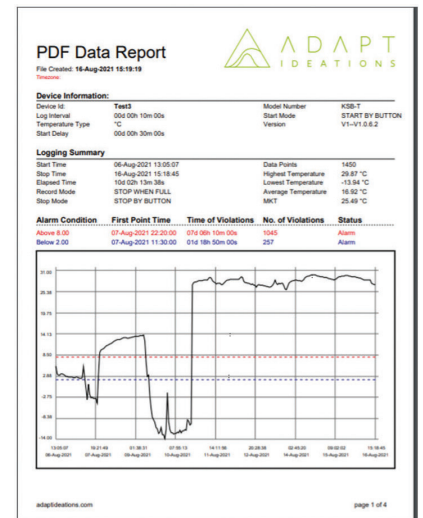 ADAPT
IDEATIONS
PDF Data Report
File Created: 16-Aug-2021 15:19:19
Timezone:
Device Information:
Device Id: Test3 Model Number KSB-T
Log Interval 00d 00h 10m 00s Start Mode START BY BUTTON
Temperature Type °C Version V1--V1.0.6.2
Start Delay 00d 00h 30m 00s
Logging Summary
Start Time 06-Aug-2021 13:05:07 Data Points 1450
Stop Time 16-Aug-2021 15:18:45 Highest Temperature 29.87 °C
Elapsed Time 10d 02h 13m 38s Lowest Temperature -13.94 °C
Record Mode STOP WHEN FULL Average Temperature 16.92 °C
Stop Mode STOP BY BUTTON MKT 25.49 °C
Alarm Condition First Point Time Time of Violations No. of Violations Status
Above 8.00 07-Aug-2021 22:20:00 07d 06h 10m 00s 1045 Alarm
Below 2.00 07-Aug-2021 11:30:00 01d 18h 50m 00s 257 Alarm
31.00
25.38
19.75
14.13
8.50
2.88
-2.75
-8.38
-14.00
13:05:07 19:21:49 01:38:31 07:55:13 14:11:56 20:28:38 02:45:20 09:02:02 15:18:45
06-Aug-2021 07-Aug-2021 09-Aug-2021 10-Aug-2021 11-Aug-2021 12-Aug-2021 14-Aug-2021 15-Aug-2021 16-Aug-2021
adaptideations.com page 1 of 4